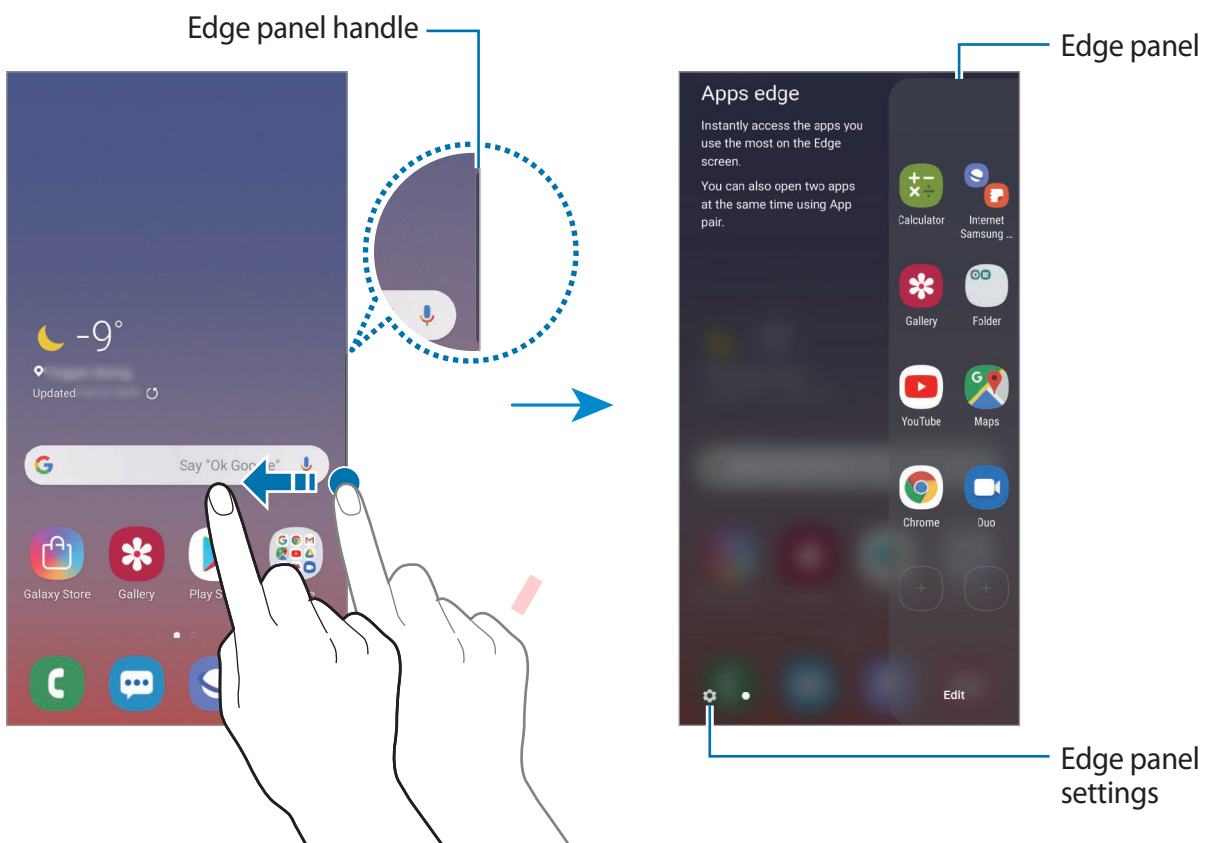 Edge panel handle
Edge panel
Apps edge
Instantly access the apps you
use the most on the Edge
screen.
You can also open two apps
at the same time using App
pair.
Calculator
Internet
Samsung ...
Gallery
Folder
YouTube
Maps
Chrome
Duo
Edit
Edge panel
settings
-9°
Updated
G
Say "Ok Google"
Galaxy Store
Gallery
Play S